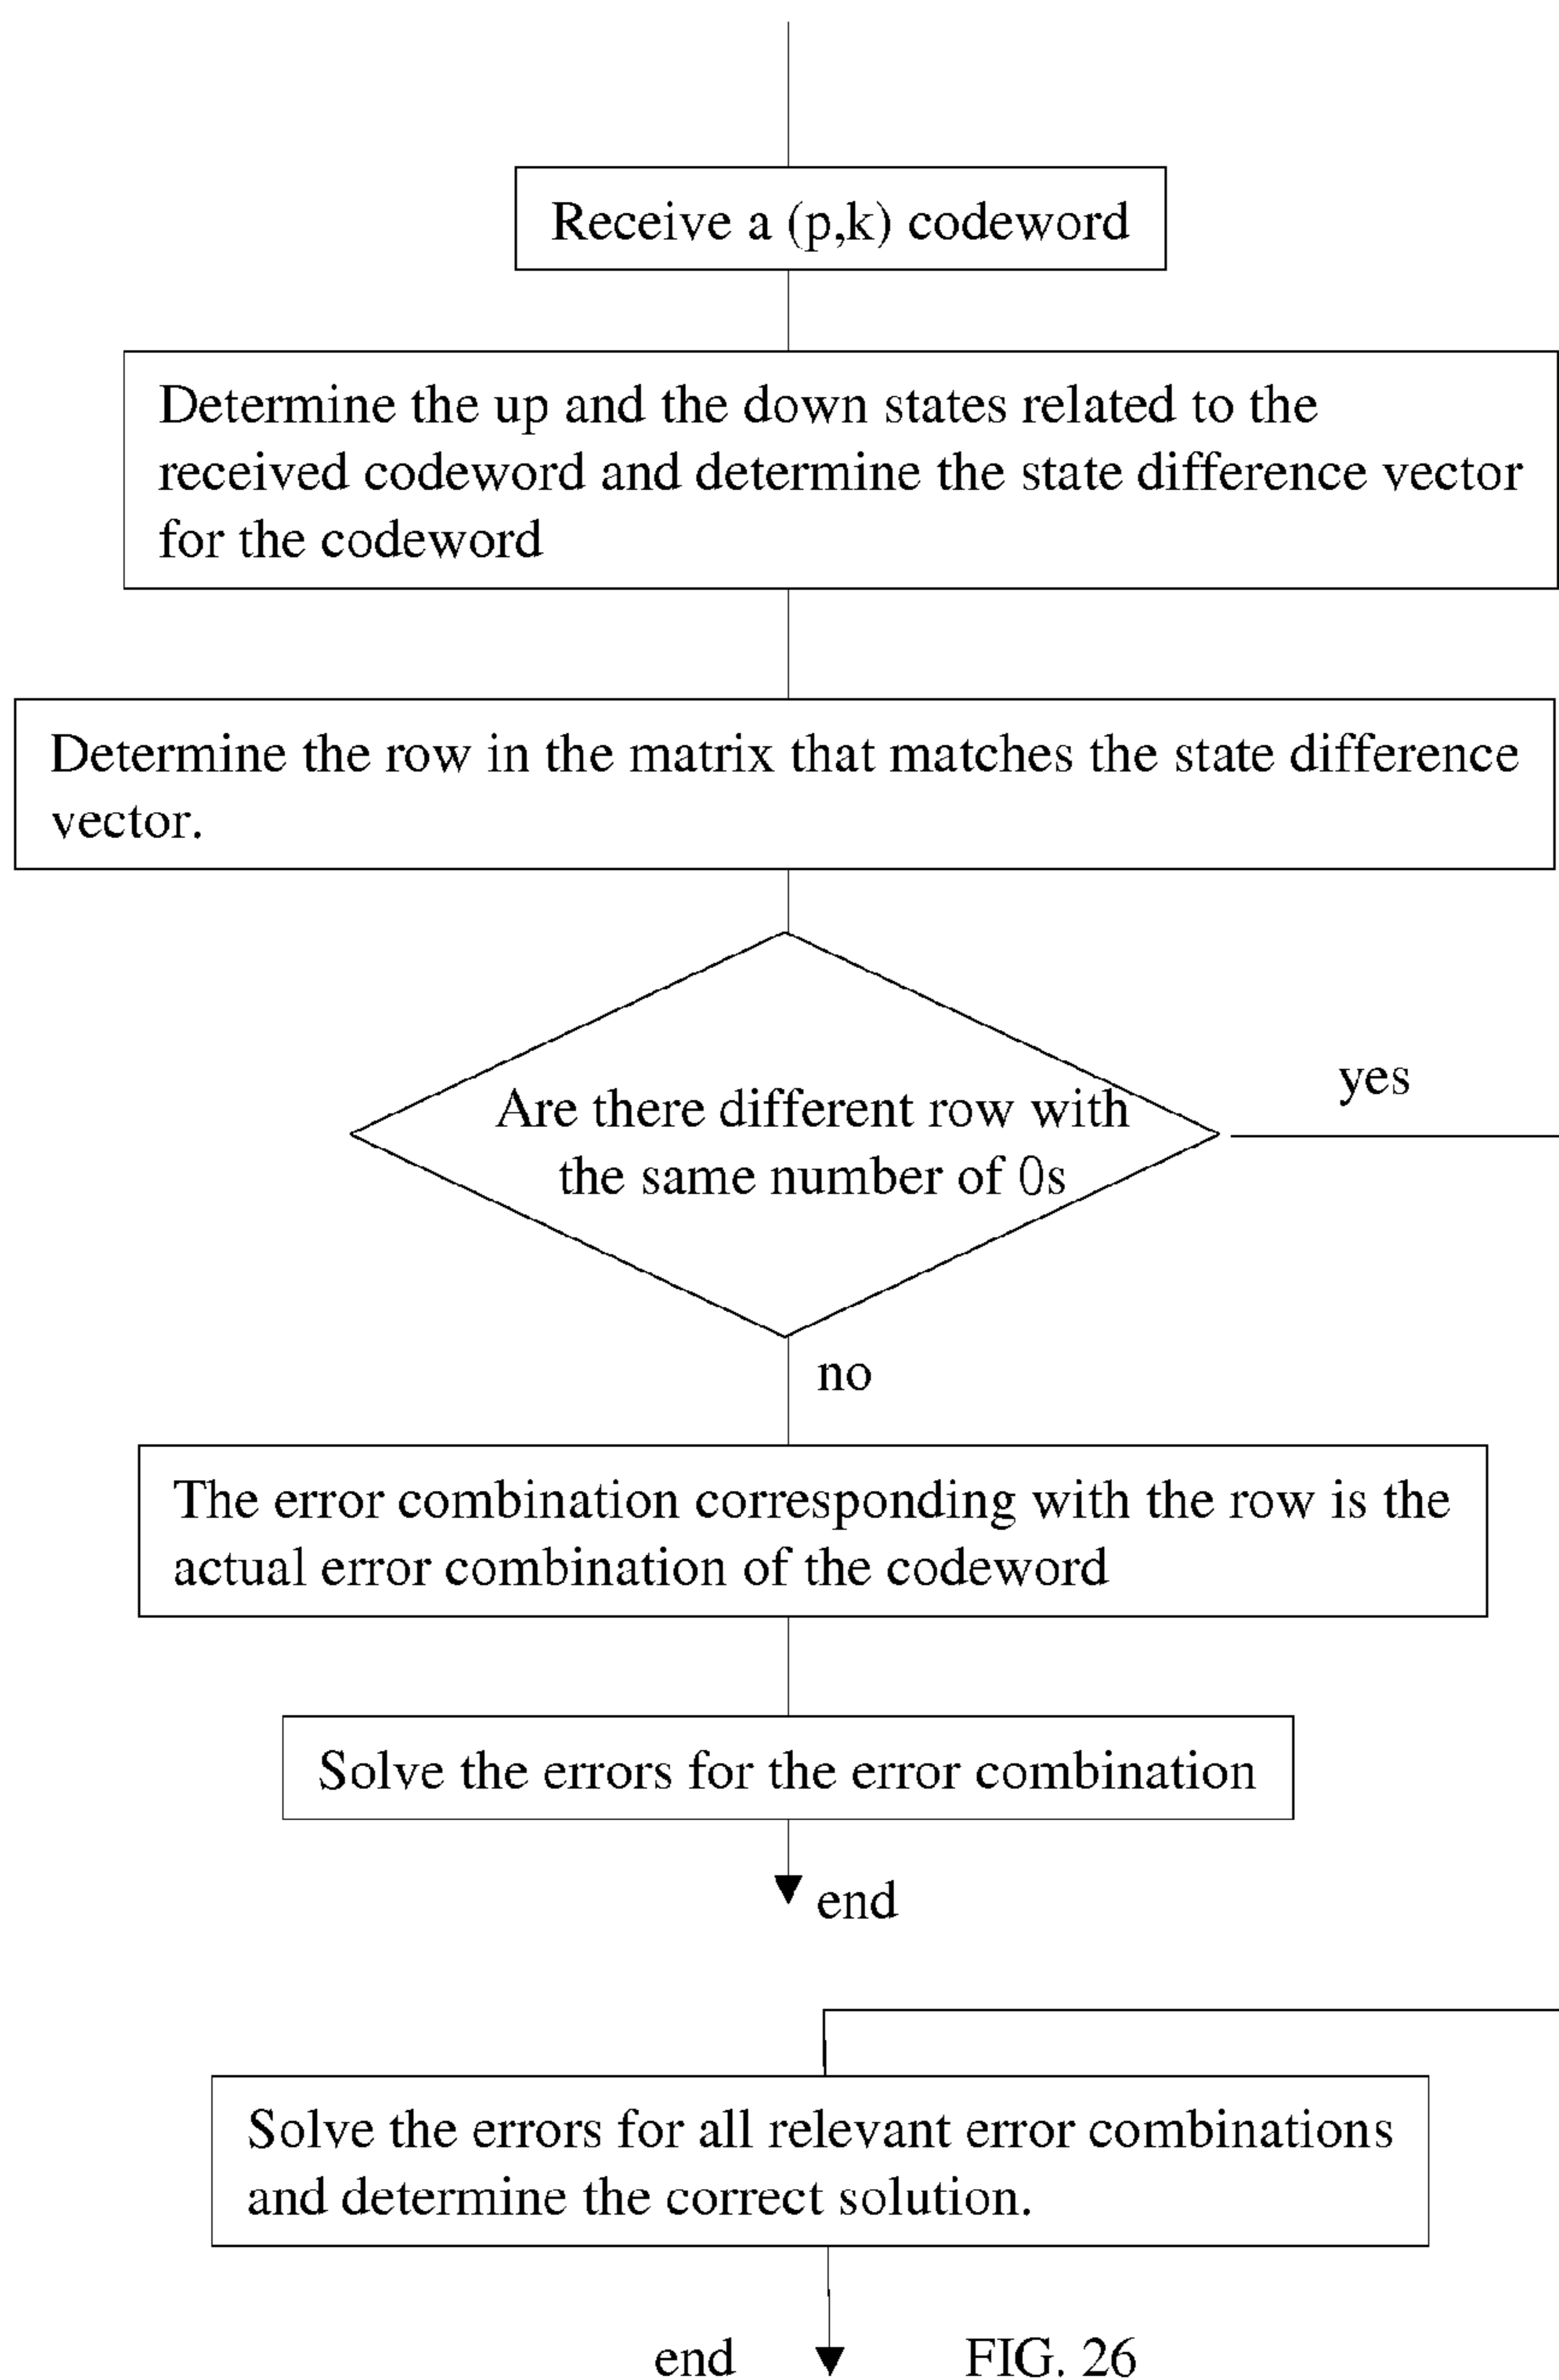 Receive a (p,k) codeword
Determine the up and the down states related to the
received codeword and determine the state difference vector
for the codeword
Determine the row in the matrix that matches the state difference
vector.
Are there different row with
the same number of 0s
yes
no
The error combination corresponding with the row is the
actual error combination of the codeword
Solve the errors for the error combination
end
Solve the errors for all relevant error combinations
and determine the correct solution.
end
FIG. 26